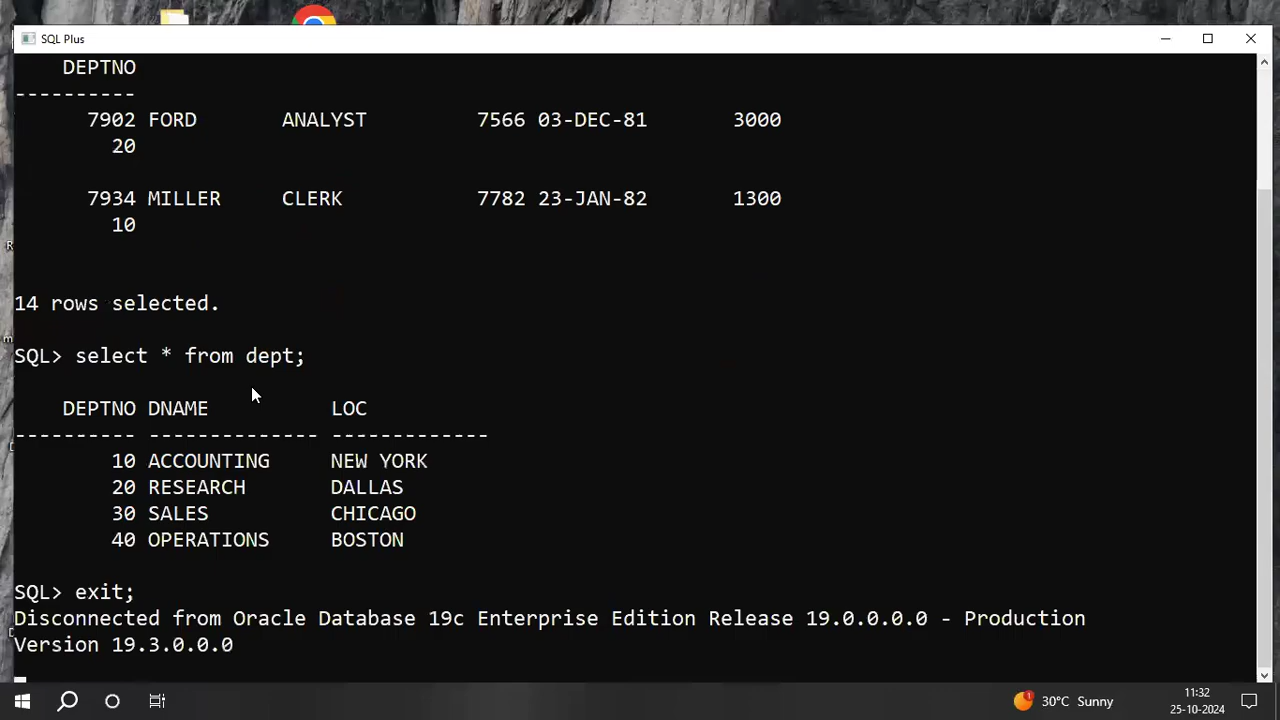 SQL Plus
DEPTNO
----------
7902 FORD ANALYST 7566 03-DEC-81 3000
20
7934 MILLER CLERK 7782 23-JAN-82 1300
10
14 rows selected.
SQL> select * from dept;
DEPTNO DNAME LOC
---------- -------------- -------------
10 ACCOUNTING NEW YORK
20 RESEARCH DALLAS
30 SALES CHICAGO
40 OPERATIONS BOSTON
SQL> exit;
Disconnected from Oracle Database 19c Enterprise Edition Release 19.0.0.0.0 - Production
Version 19.3.0.0.0
1
30°C Sunny
11:32
25-10-2024